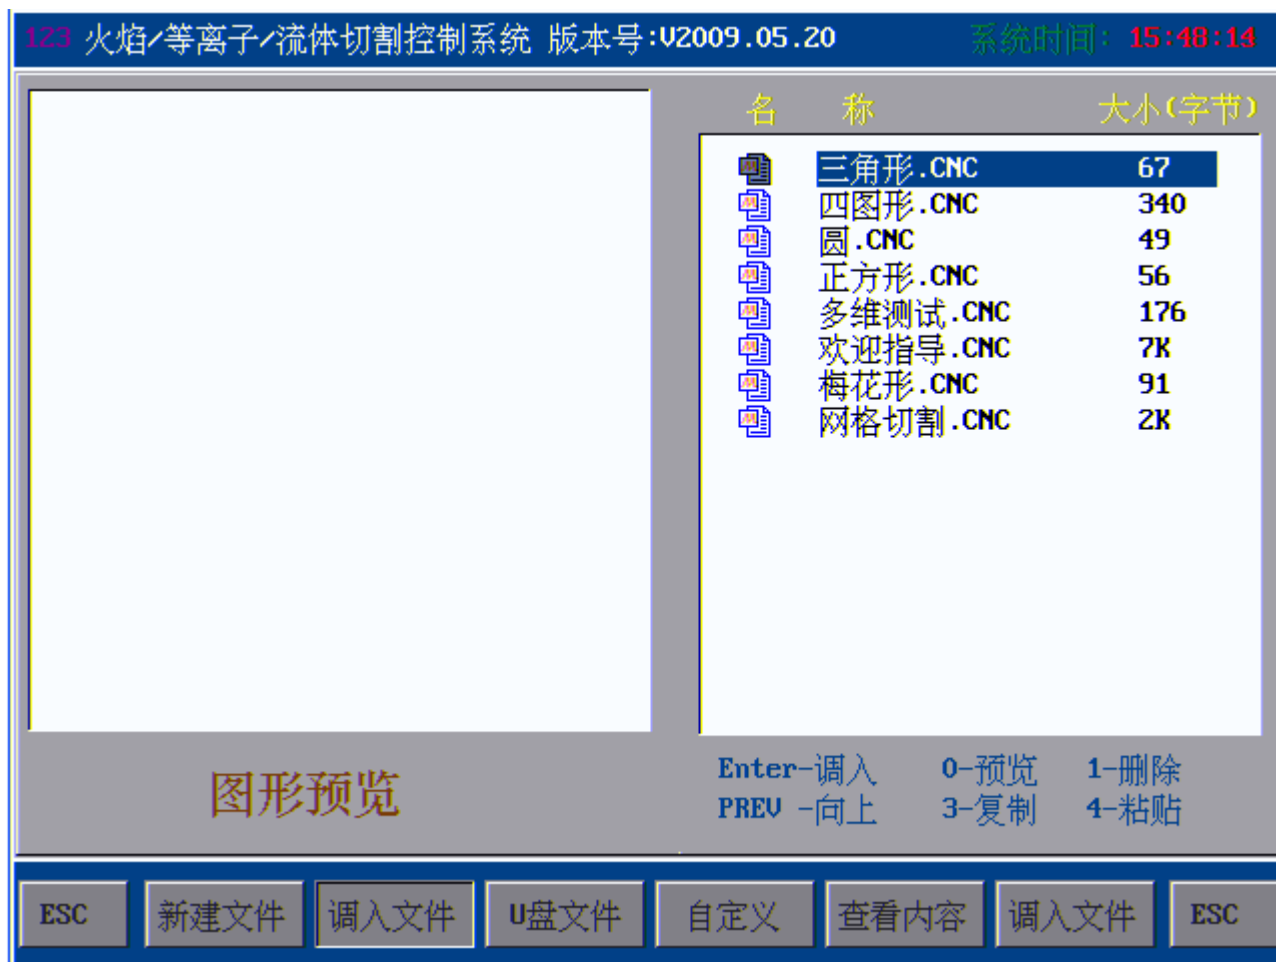 123 火焰/等离子/流体切割控制系统 版本号:V2009.05.20 系统时间: 15:48:14
名 称 大小(字节)
三角形.CNC 67
四图形.CNC 340
圆.CNC 49
正方形.CNC 56
多维测试.CNC 176
欢迎指导.CNC 7K
梅花形.CNC 91
网格切割.CNC 2K
图形预览
Enter-调入 0-预览 1-删除
PREV -向上 3-复制 4-粘贴
ESC 新建文件 调入文件 U盘文件 自定义 查看内容 调入文件 ESC